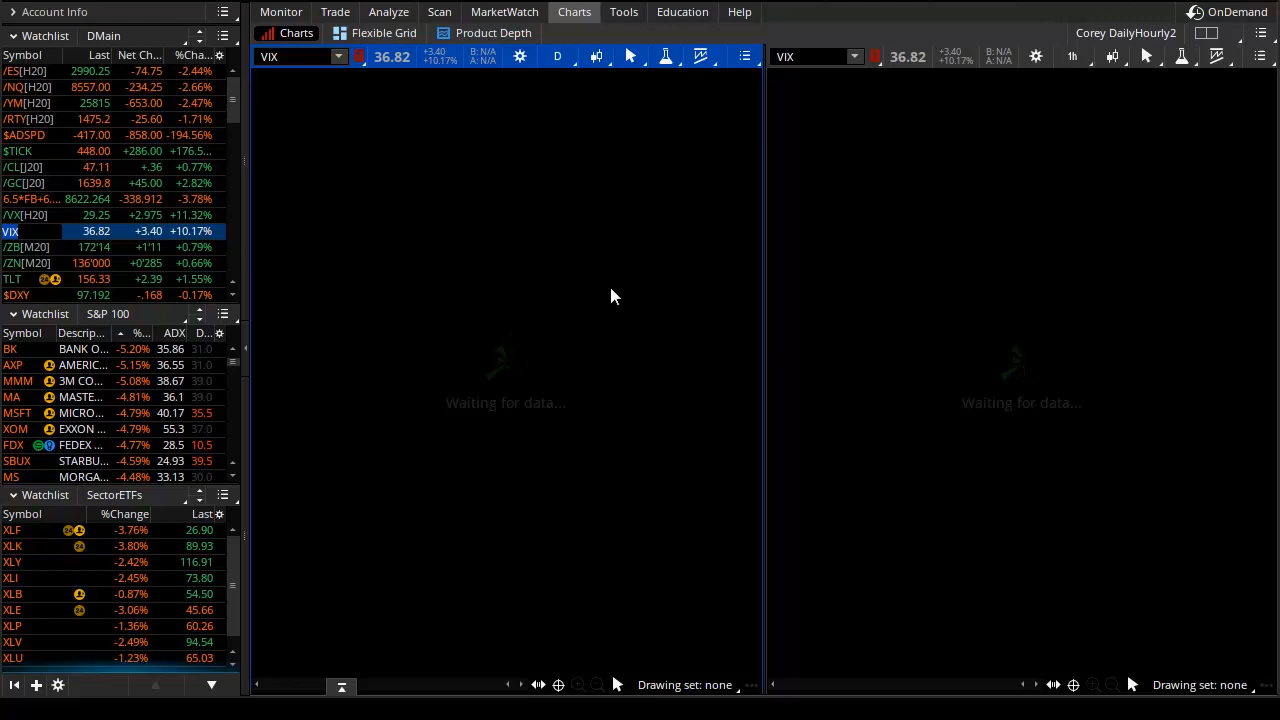 Account Info
Monitor Trade Analyze Scan MarketWatch Charts Tools Education Help OnDemand
Watchlist DMain
Charts Flexible Grid Product Depth Corey DailyHourly2
Symbol Last Net Ch... %Cha...
VIX 36.82 +3.40 +10.17% B: N/A A: N/A D
VIX 36.82 +3.40 +10.17% B: N/A A: N/A 1h
/ES[H20] 2990.25 -74.75 -2.44%
/NQ[H20] 8557.00 -234.25 -2.66%
/YM[H20] 25815 -653.00 -2.47%
/RTY[H20] 1475.2 -25.60 -1.71%
$ADSPD -417.00 -858.00 -194.56%
$TICK 448.00 +286.00 +176.5...
/CL[J20] 47.11 +.36 +0.77%
/GC[J20] 1639.8 +45.00 +2.82%
6.5*FB+6.... 8622.264 -338.912 -3.78%
/VX[H20] 29.25 +2.975 +11.32%
VIX 36.82 +3.40 +10.17%
/ZB[M20] 172'14 +1'11 +0.79%
/ZN[M20] 136'000 +0'285 +0.66%
TLT 156.33 +2.39 +1.55%
$DXY 97.192 -.168 -0.17%
Watchlist S&P 100
Symbol Descrip... %... ADX D...
BK BANK O... -5.20% 35.86 31.0
AXP AMERIC... -5.15% 36.55 31.0
MMM 3M CO... -5.08% 38.67 39.0
MA MASTE... -4.81% 36.1 39.0
MSFT MICRO... -4.79% 40.17 35.5
XOM EXXON ... -4.79% 55.3 37.0
FDX FEDEX ... -4.77% 28.5 10.5
SBUX STARBU... -4.59% 24.93 39.5
MS MORGA... -4.48% 33.13 30.0
Waiting for data...
Waiting for data...
Watchlist SectorETFs
Symbol %Change Last
XLF -3.76% 26.90
XLK -3.80% 89.93
XLY -2.42% 116.91
XLI -2.45% 73.80
XLB -0.87% 54.50
XLE -3.06% 45.66
XLP -1.36% 60.26
XLV -2.49% 94.54
XLU -1.23% 65.03
Drawing set: none
Drawing set: none